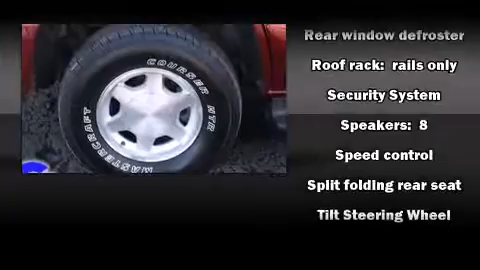 Rear window defroster
Roof rack:  rails only
Security System
Speakers:  8
Speed control
Split folding rear seat
Tilt Steering Wheel
COURSER HTR
MASTERCRAFT